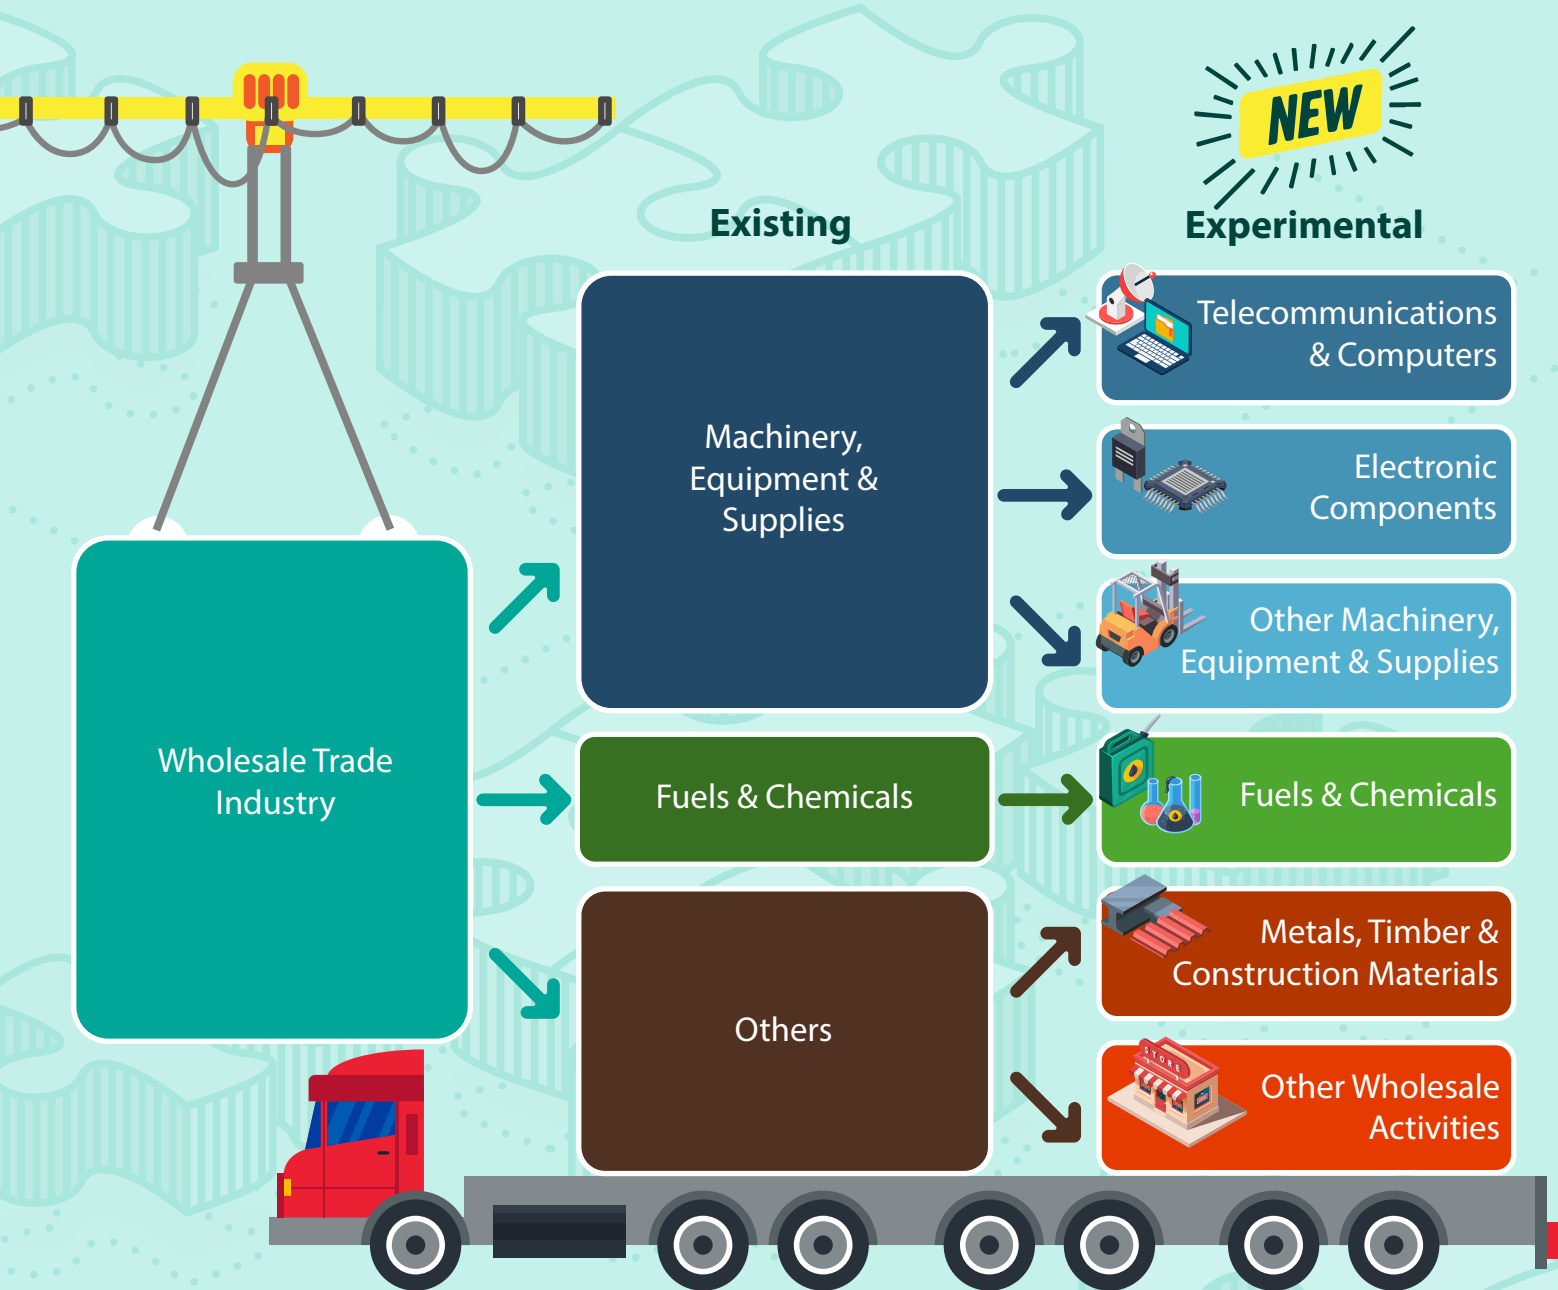 NEW
Existing
Experimental
Wholesale Trade
Industry
Machinery,
Equipment &
Supplies
Fuels & Chemicals
Others
Telecommunications
& Computers
Electronic
Components
Other Machinery,
Equipment & Supplies
Fuels & Chemicals
Metals, Timber &
Construction Materials
STORE
Other Wholesale
Activities